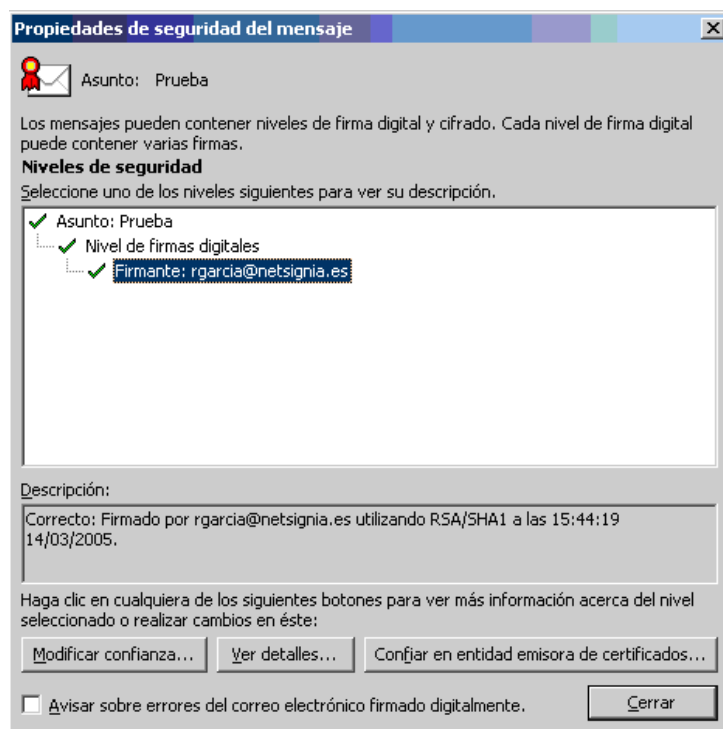 Propiedades de seguridad del mensaje
Asunto: Prueba
Los mensajes pueden contener niveles de firma digital y cifrado. Cada nivel de firma digital
puede contener varias firmas.
Niveles de seguridad
Seleccione uno de los niveles siguientes para ver su descripción.
Asunto: Prueba
Nivel de firmas digitales
Firmante: rgarcia@netsignia.es
Descripción:
Correcto: Firmado por rgarcia@netsignia.es utilizando RSA/SHA1 a las 15:44:19
14/03/2005.
Haga clic en cualquiera de los siguientes botones para ver más información acerca del nivel
seleccionado o realizar cambios en éste:
Modificar confianza... Ver detalles... Confiar en entidad emisora de certificados...
Avisar sobre errores del correo electrónico firmado digitalmente. Cerrar